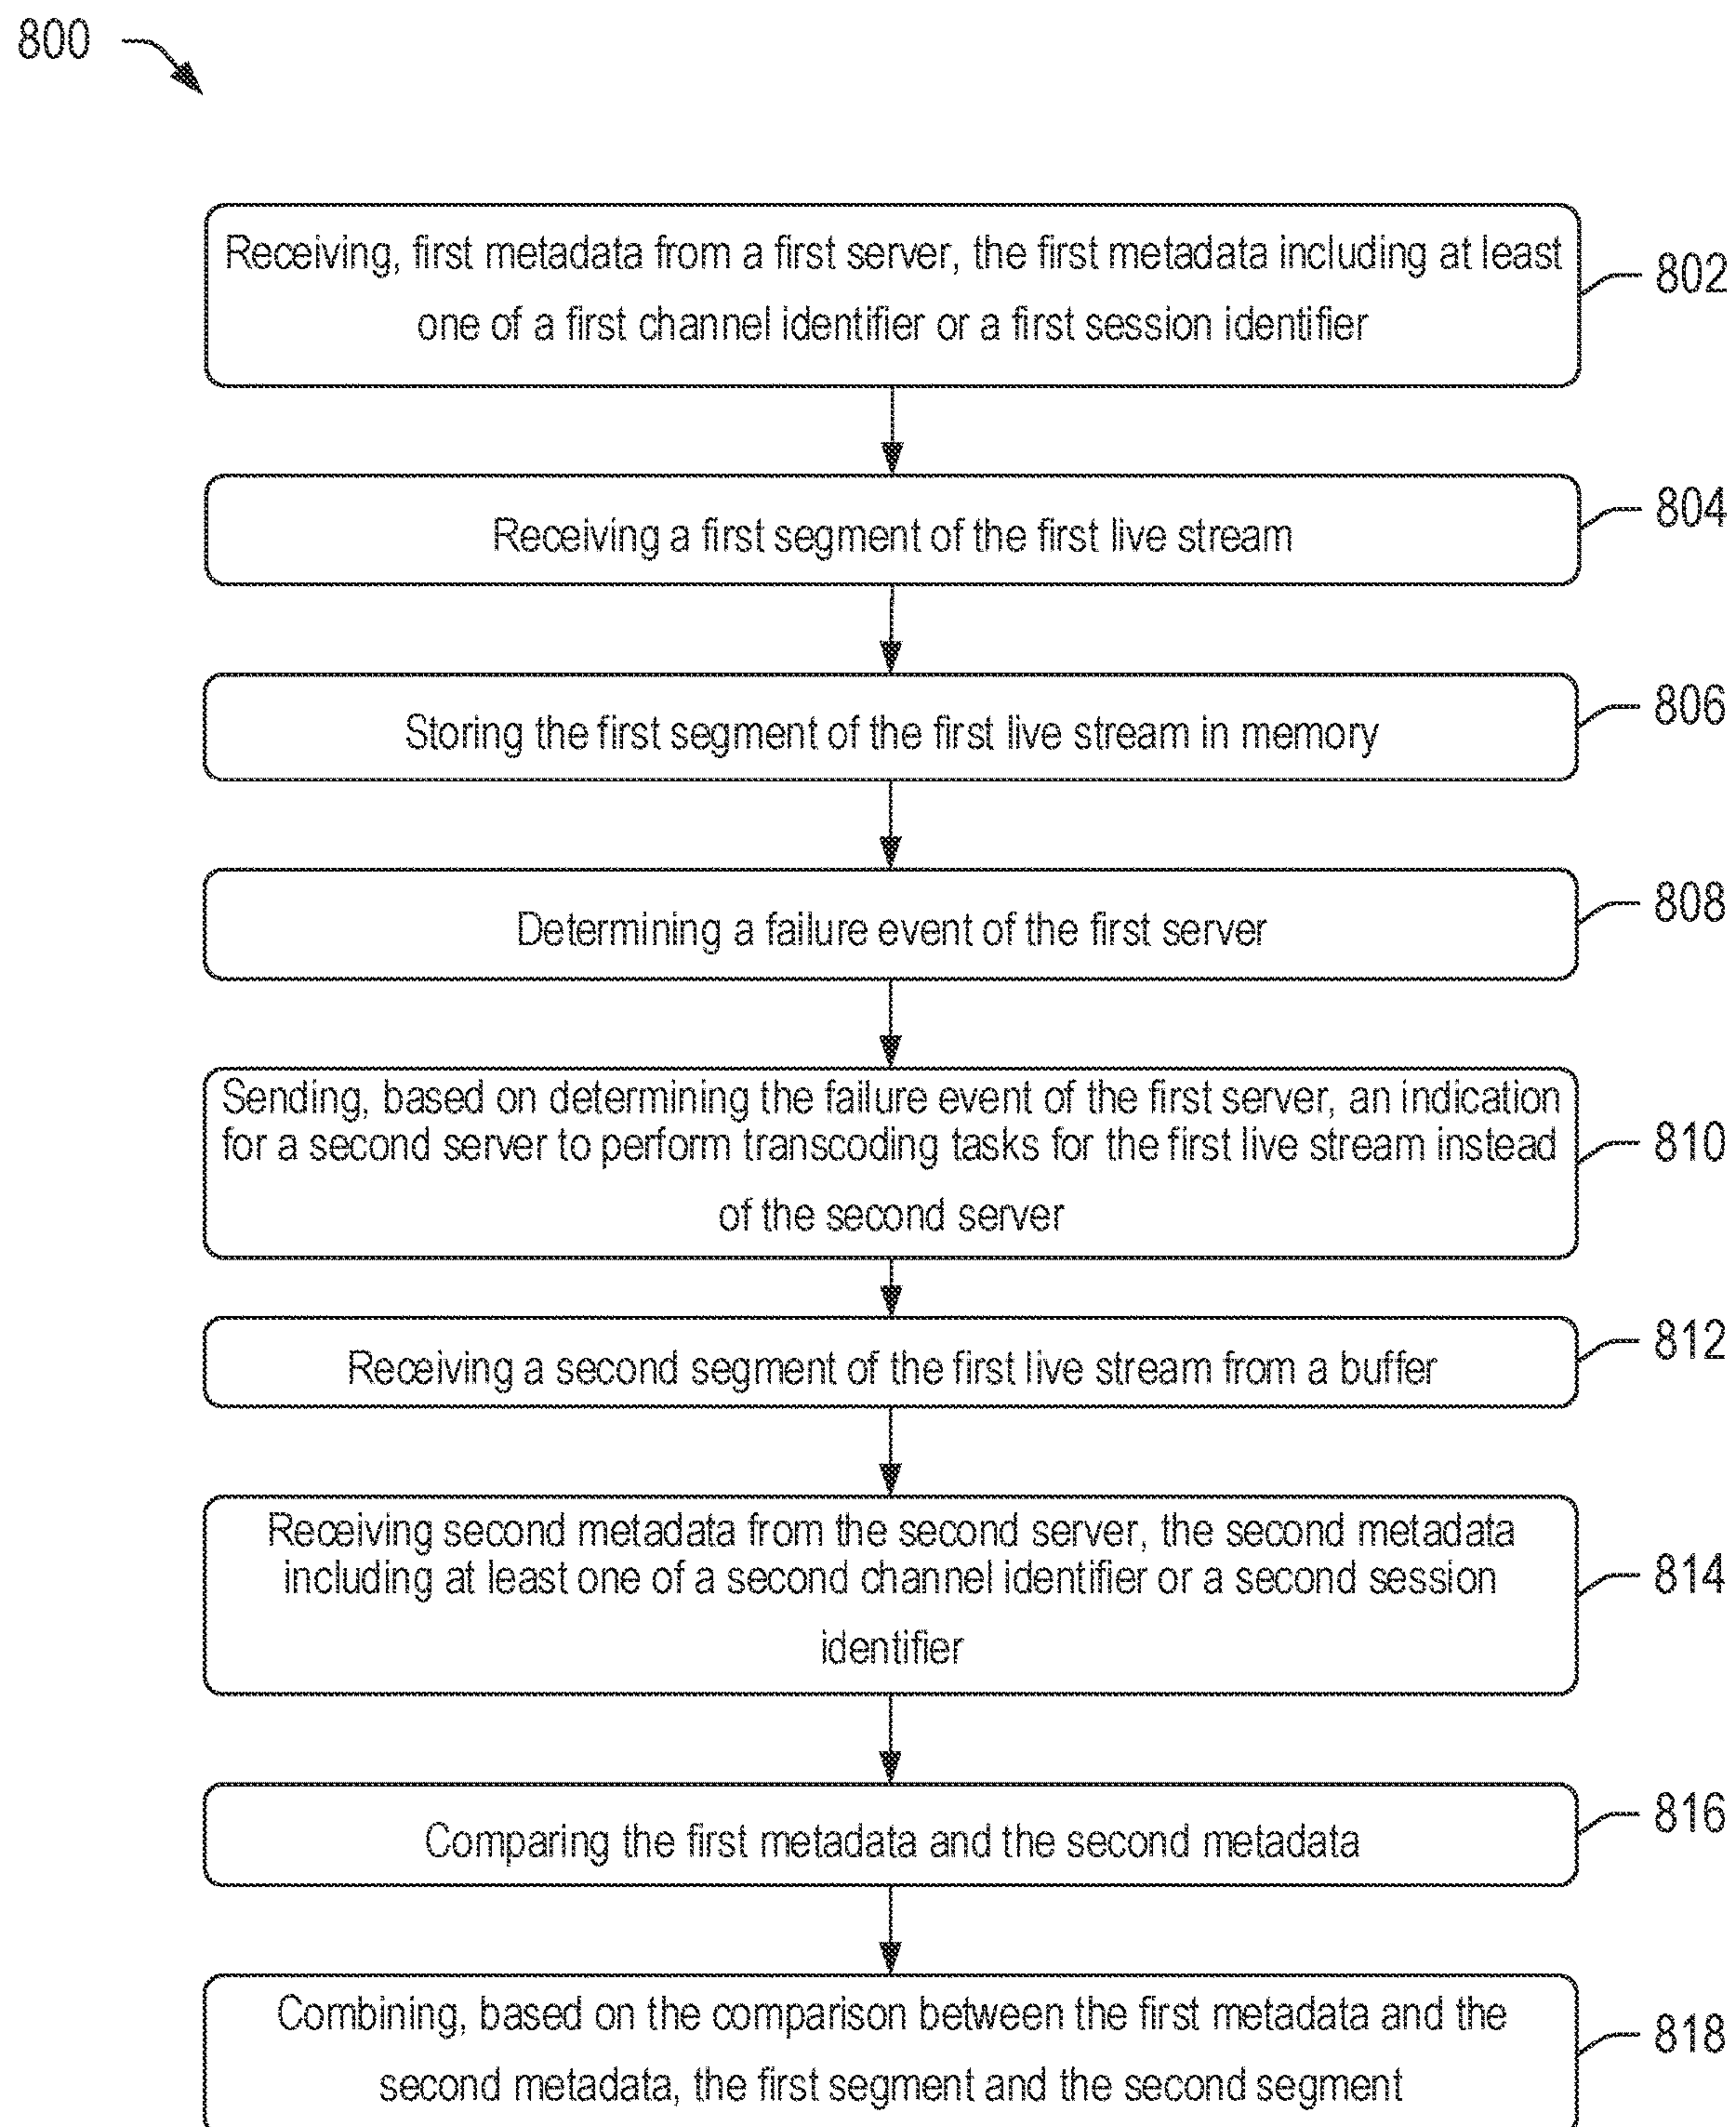 800
Receiving, first metadata from a first server, the first metadata including at least
one of a first channel identifier or a first session identifier
802
Receiving a first segment of the first live stream
804
Storing the first segment of the first live stream in memory
806
Determining a failure event of the first server
808
Sending, based on determining the failure event of the first server, an indication
for a second server to perform transcoding tasks for the first live stream instead
of the second server
810
Receiving a second segment of the first live stream from a buffer
812
Receiving second metadata from the second server, the second metadata
including at least one of a second channel identifier or a second session
identifier
814
Comparing the first metadata and the second metadata
816
Combining, based on the comparison between the first metadata and the
second metadata, the first segment and the second segment
818